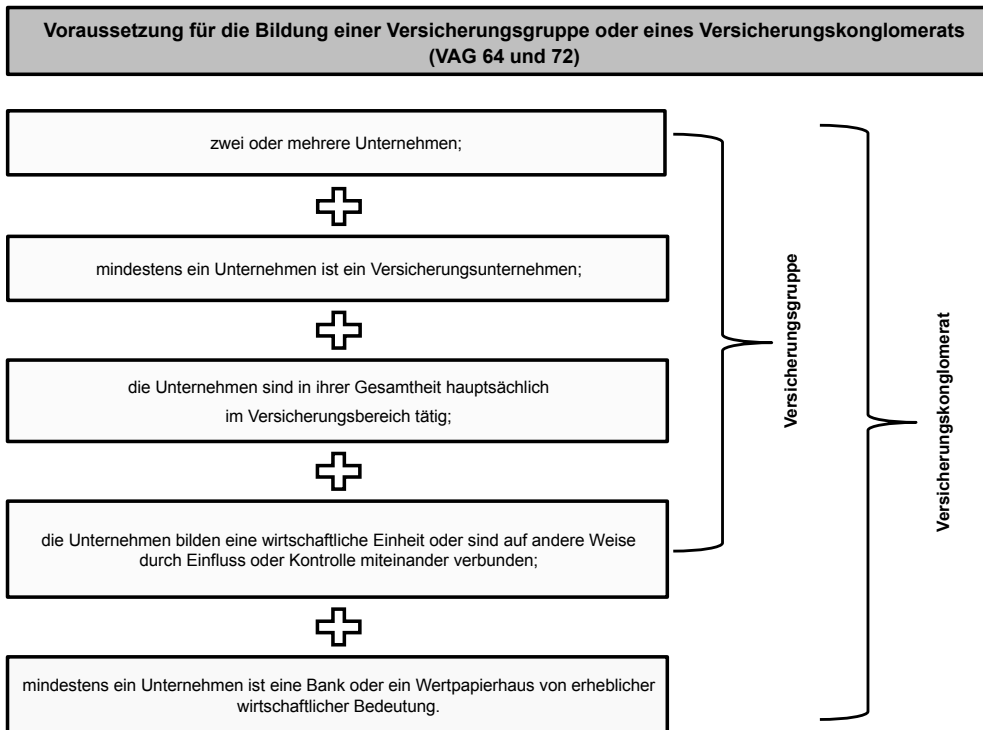 Voraussetzung für die Bildung einer Versicherungsgruppe oder eines Versicherungskonglomerats
(VAG 64 und 72)
zwei oder mehrere Unternehmen;
mindestens ein Unternehmen ist ein Versicherungsunternehmen;
die Unternehmen sind in ihrer Gesamtheit hauptsächlich
im Versicherungsbereich tätig;
die Unternehmen bilden eine wirtschaftliche Einheit oder sind auf andere Weise
durch Einfluss oder Kontrolle miteinander verbunden;
mindestens ein Unternehmen ist eine Bank oder ein Wertpapierhaus von erheblicher
wirtschaftlicher Bedeutung.
Versicherungsgruppe
Versicherungskonglomerat